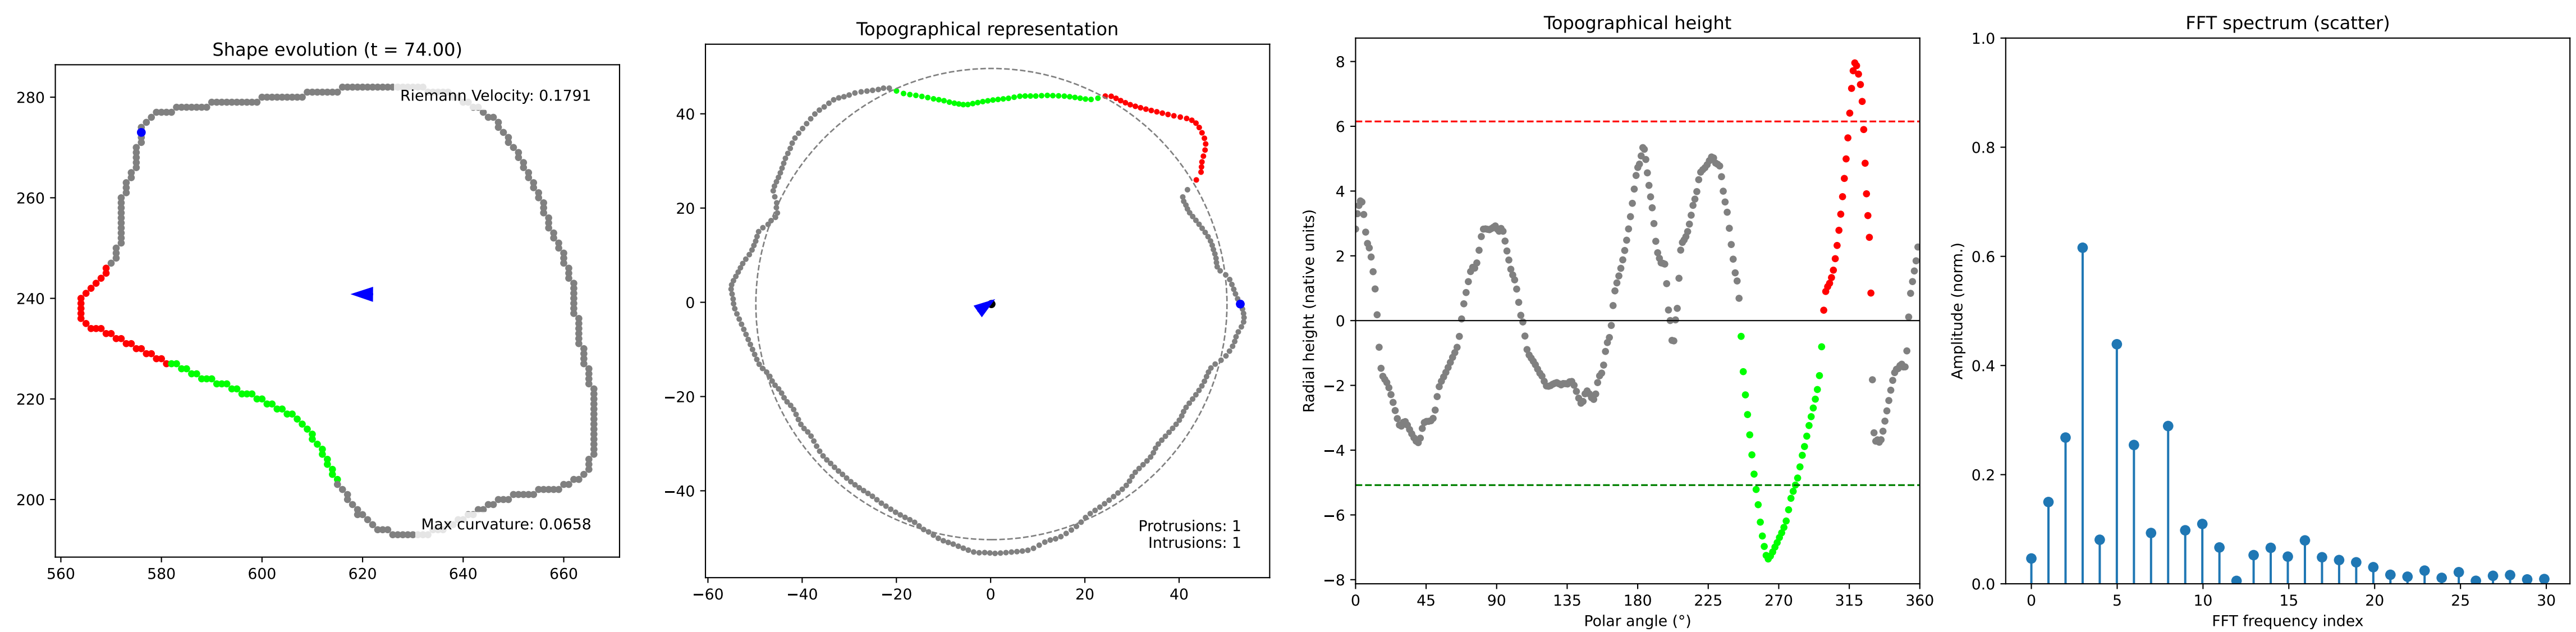 Shape evolution (t = 74.00)
Riemann Velocity: 0.1791
Max curvature: 0.0658
280
260
240
220
200
560 580 600 620 640 660
Topographical representation
Protrusions: 1
Intrusions: 1
40
20
0
−20
−40
−60 −40 −20 0 20 40
Topographical height
Radial height (native units)
8
6
4
2
0
−2
−4
−6
−8
0 45 90 135 180 225 270 315 360
Polar angle (°)
FFT spectrum (scatter)
Amplitude (norm.)
1.0
0.8
0.6
0.4
0.2
0.0
0 5 10 15 20 25 30
FFT frequency index